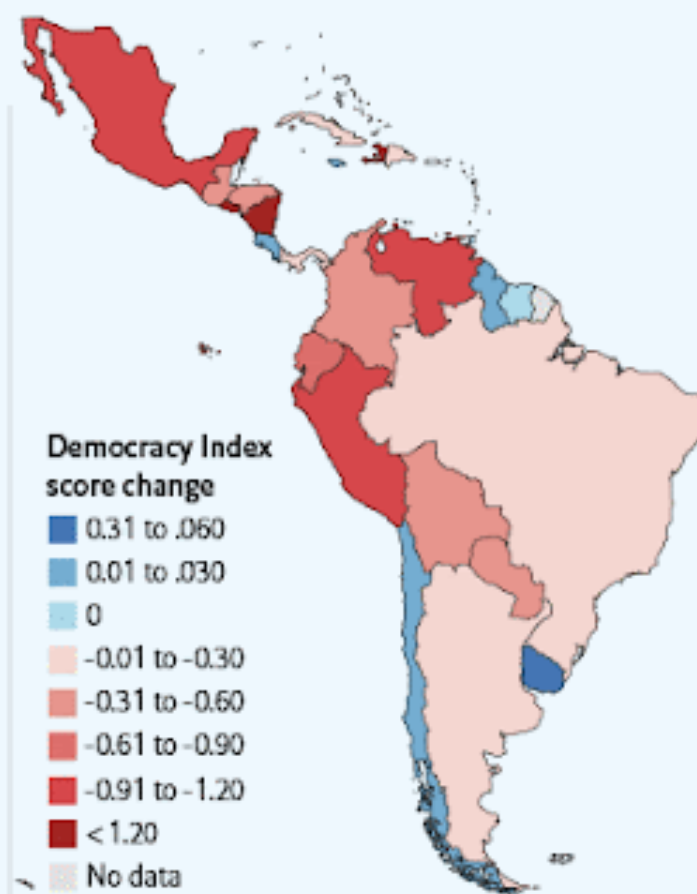 Democracy Index
score change
0.31 to .060
0.01 to .030
0
-0.01 to -0.30
-0.31 to -0.60
-0.61 to -0.90
-0.91 to -1.20
< 1.20
No data